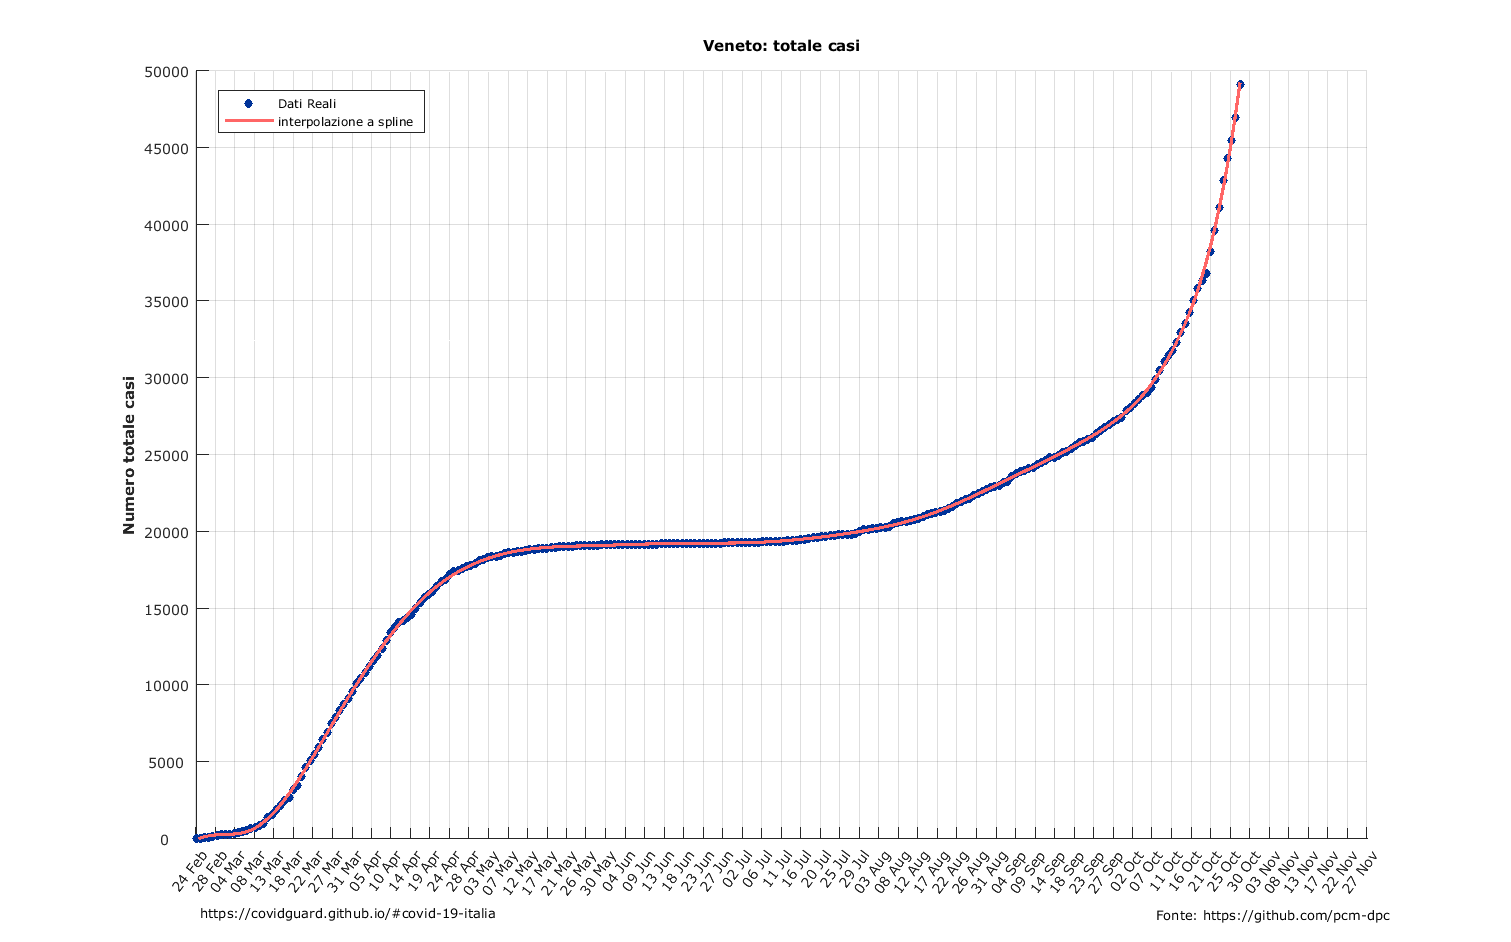 Veneto: totale casi
Dati Reali
interpolazione a spline
Numero totale casi
50000
45000
40000
35000
30000
25000
20000
15000
10000
5000
0
24 Feb
28 Feb
04 Mar
08 Mar
13 Mar
18 Mar
22 Mar
27 Mar
31 Mar
05 Apr
10 Apr
14 Apr
19 Apr
24 Apr
28 Apr
03 May
07 May
12 May
17 May
21 May
26 May
30 May
04 Jun
09 Jun
13 Jun
18 Jun
23 Jun
27 Jun
02 Jul
06 Jul
11 Jul
16 Jul
20 Jul
25 Jul
29 Jul
03 Aug
08 Aug
12 Aug
17 Aug
22 Aug
26 Aug
31 Aug
04 Sep
09 Sep
14 Sep
18 Sep
23 Sep
27 Sep
02 Oct
07 Oct
11 Oct
16 Oct
21 Oct
25 Oct
30 Oct
03 Nov
08 Nov
13 Nov
17 Nov
22 Nov
27 Nov
https://covidguard.github.io/#covid-19-italia
Fonte: https://github.com/pcm-dpc